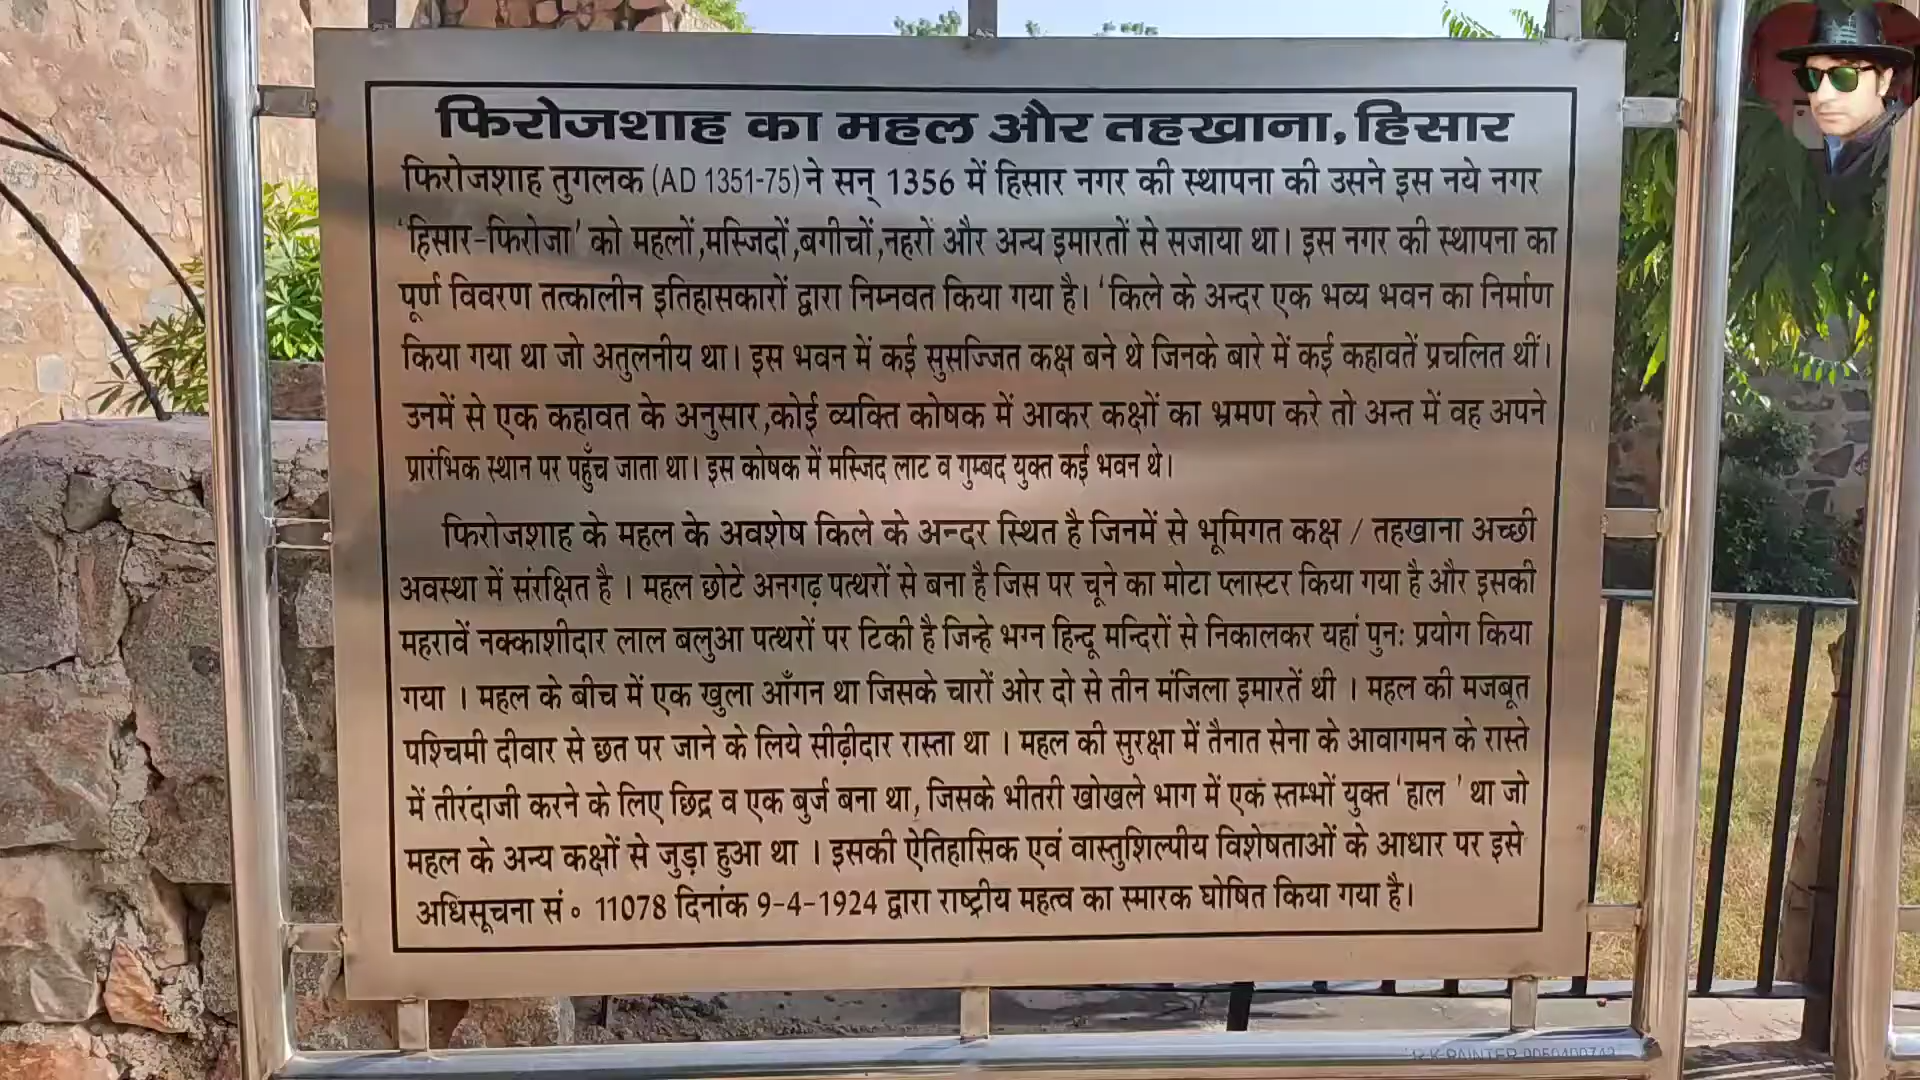 फिरोजशाह का महल और तहखाना, हिसार
फिरोजशाह तुगलक (AD 1351-75) ने सन् 1356 में हिसार नगर की स्थापना की उसने इस नये नगर
'हिसार-फिरोजा' को महलों,मस्जिदों,बगीचों,नहरों और अन्य इमारतों से सजाया था। इस नगर की स्थापना का
पूर्ण विवरण तत्कालीन इतिहासकारों द्वारा निम्नवत किया गया है। 'किले के अन्दर एक भव्य भवन का निर्माण
किया गया था जो अतुलनीय था। इस भवन में कई सुसज्जित कक्ष बने थे जिनके बारे में कई कहावतें प्रचलित थीं।
उनमें से एक कहावत के अनुसार,कोई व्यक्ति कोषक में आकर कक्षों का भ्रमण करे तो अन्त में वह अपने
प्रारंभिक स्थान पर पहुँच जाता था। इस कोषक में मस्जिद लाट व गुम्बद युक्त कई भवन थे।
फिरोजशाह के महल के अवशेष किले के अन्दर स्थित है जिनमें से भूमिगत कक्ष / तहखाना अच्छी
अवस्था में संरक्षित है । महल छोटे अनगढ़ पत्थरों से बना है जिस पर चूने का मोटा प्लास्टर किया गया है और इसकी
महरावें नक्काशीदार लाल बलुआ पत्थरों पर टिकी है जिन्हे भग्न हिन्दू मन्दिरों से निकालकर यहां पुनः प्रयोग किया
गया । महल के बीच में एक खुला आँगन था जिसके चारों ओर दो से तीन मंजिला इमारतें थी । महल की मजबूत
पश्चिमी दीवार से छत पर जाने के लिये सीढ़ीदार रास्ता था । महल की सुरक्षा में तैनात सेना के आवागमन के रास्ते
में तीरंदाजी करने के लिए छिद्र व एक बुर्ज बना था, जिसके भीतरी खोखले भाग में एक स्तम्भों युक्त 'हाल ' था जो
महल के अन्य कक्षों से जुड़ा हुआ था । इसकी ऐतिहासिक एवं वास्तुशिल्पीय विशेषताओं के आधार पर इसे
अधिसूचना सं॰ 11078 दिनांक 9-4-1924 द्वारा राष्ट्रीय महत्व का स्मारक घोषित किया गया है।
R.K PAINTER